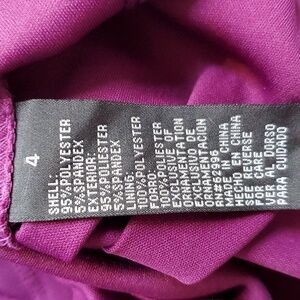 4
SHELL:
95%POLYESTER
5%SPANDEX
EXTERIOR:
95%POLYESTER
5%SPANDEX
LINING:
100%POLYESTER
FORRO:
100%POLIESTER
EXCLUSIVE OF
ORNAMENTATION
EXCLUSIVO DE
ORNAMENTACION
RN#62996
MADE IN CHINA
HECHO EN CHINA
SEE REVERSE
FOR CARE
VER AL DORSO
PARA CUIDADO